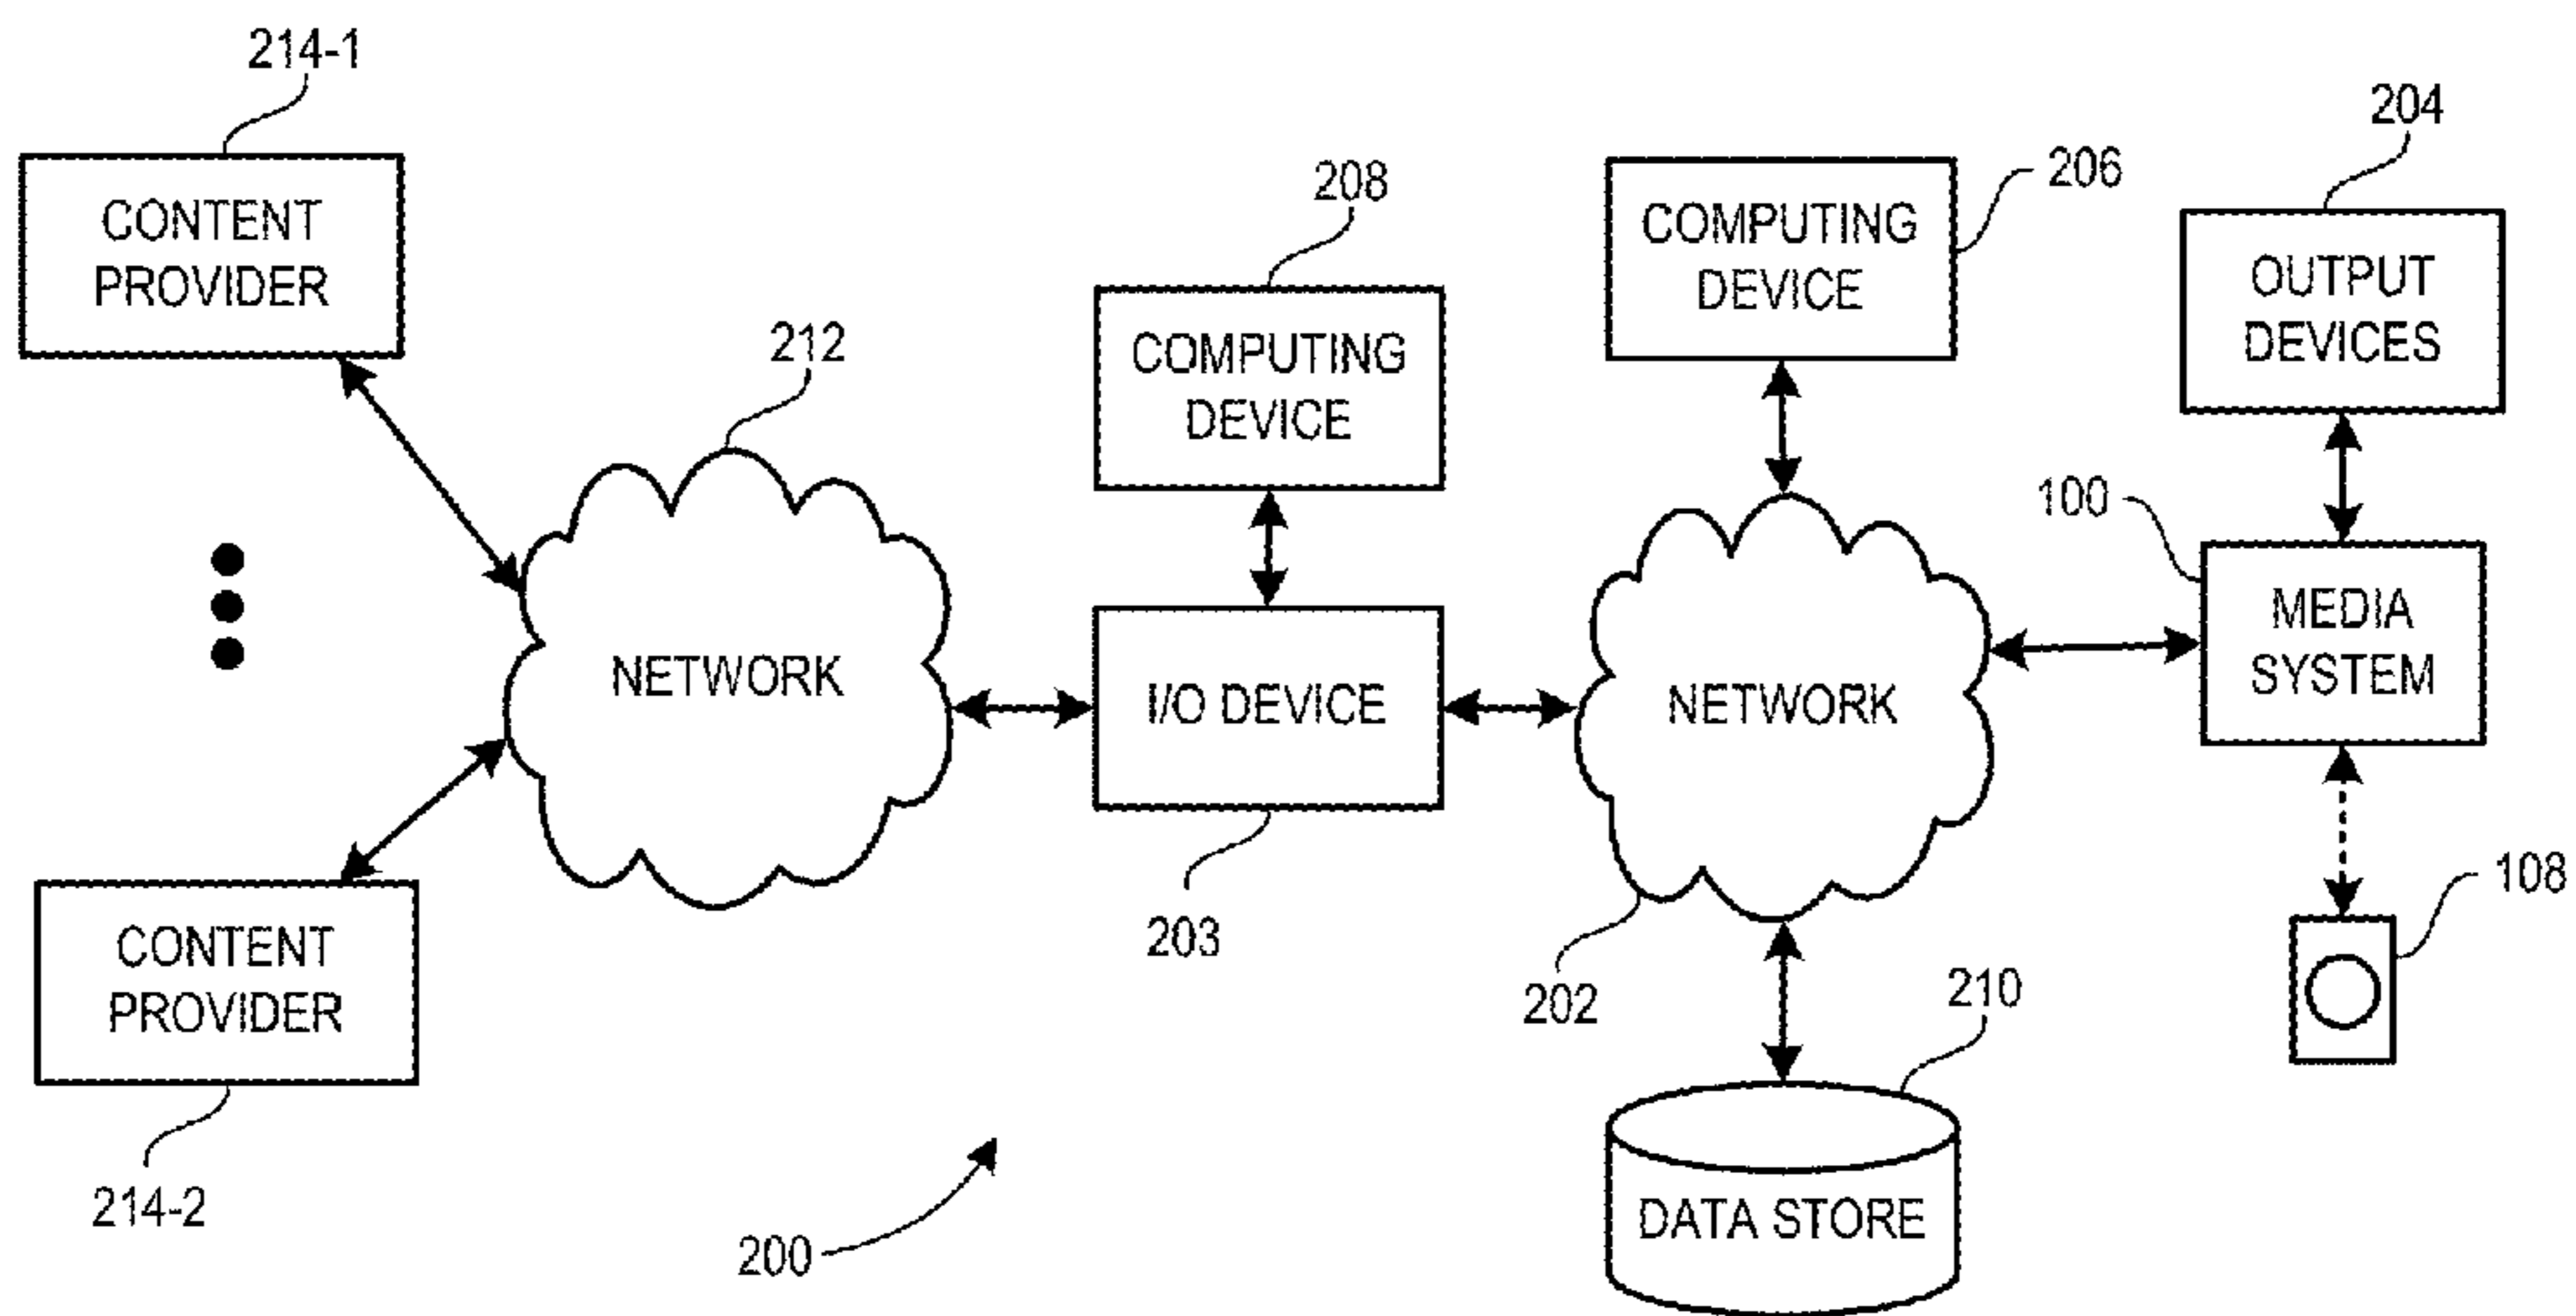 214-1
CONTENT
PROVIDER
212
NETWORK
CONTENT
PROVIDER
214-2
208
COMPUTING
DEVICE
I/O DEVICE
203
206
COMPUTING
DEVICE
NETWORK
202
210
DATA STORE
204
OUTPUT
DEVICES
100
MEDIA
SYSTEM
108
200